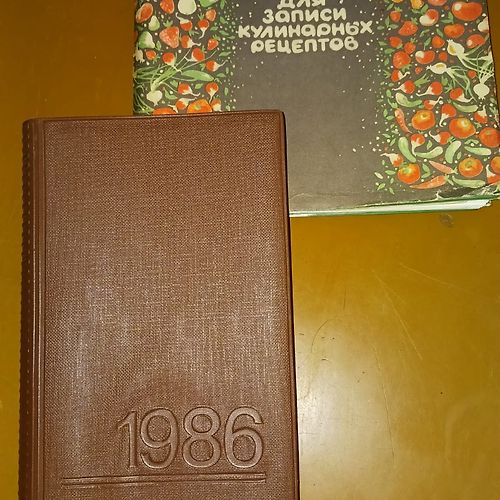 для
записи
кулинарных
рецептов
1986